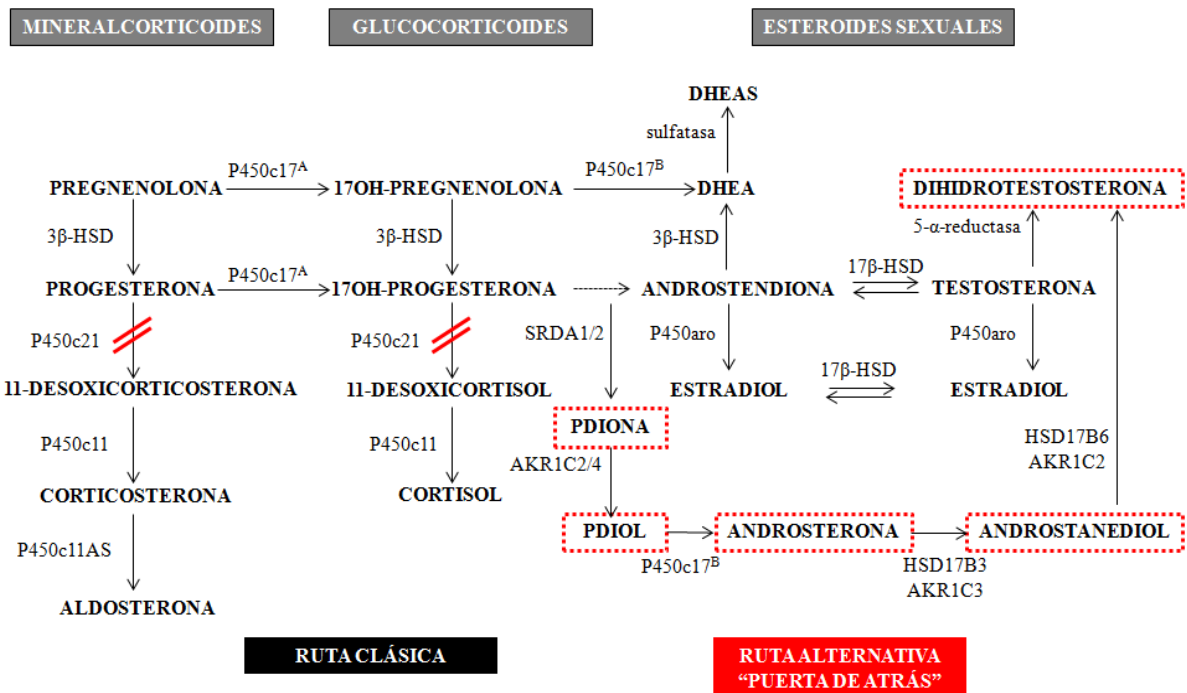 MINERALCORTICOIDES
GLUCOCORTICOIDES
ESTEROIDES SEXUALES
DHEAS
sulfatasa
P450c17ᴬ
P450c17ᴮ
PREGNENOLONA
17OH-PREGNENOLONA
DHEA
DIHIDROTESTOSTERONA
3β-HSD
3β-HSD
3β-HSD
5-α-reductasa
P450c17ᴬ
17β-HSD
PROGESTERONA
17OH-PROGESTERONA
ANDROSTENDIONA
TESTOSTERONA
P450c21
P450c21
SRDA1/2
P450aro
P450aro
17β-HSD
11-DESOXICORTICOSTERONA
11-DESOXICORTISOL
ESTRADIOL
ESTRADIOL
PDIONA
P450c11
P450c11
AKR1C2/4
HSD17B6
AKR1C2
CORTICOSTERONA
CORTISOL
PDIOL
ANDROSTERONA
ANDROSTANEDIOL
P450c11AS
P450c17ᴮ
HSD17B3
AKR1C3
ALDOSTERONA
RUTA CLÁSICA
RUTA ALTERNATIVA
“PUERTA DE ATRÁS”